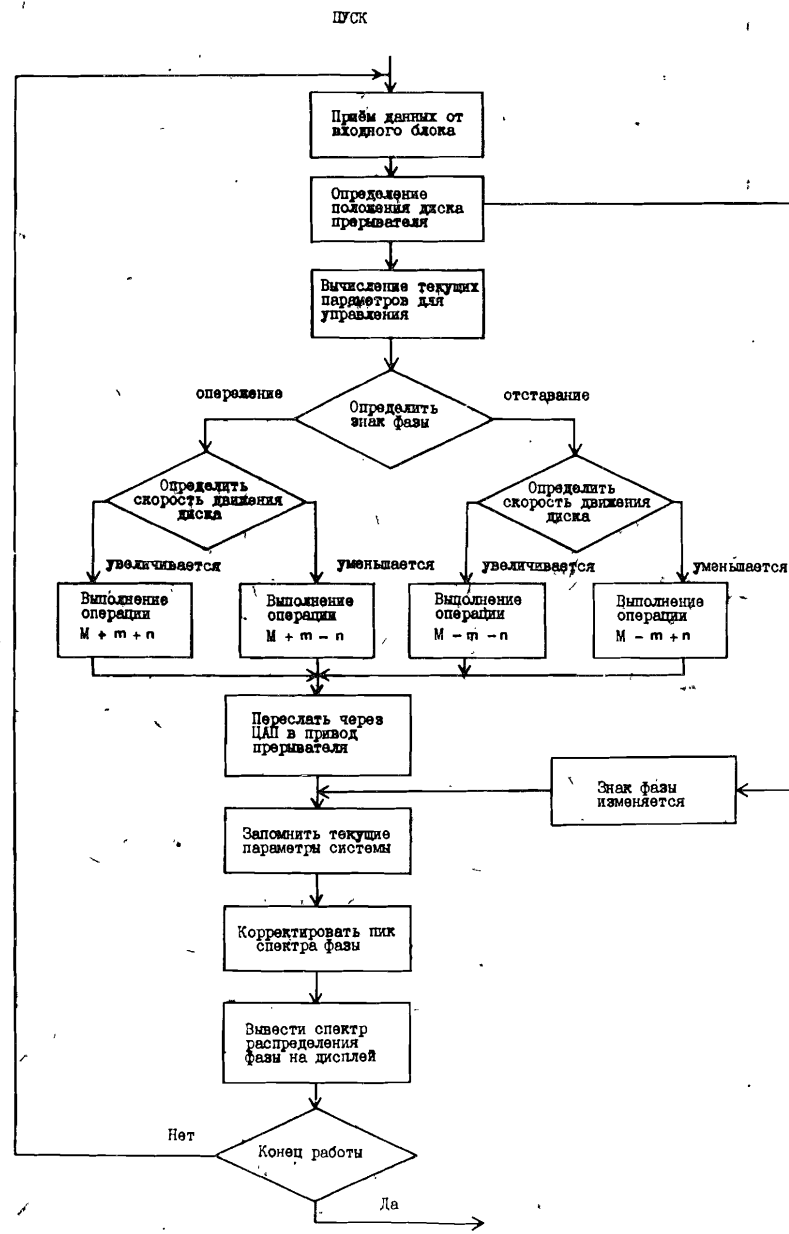 ПУСК
Приём данных от
входного блока
Определение
положения диска
прерывателя
Вычисление текущих
параметров для
управления
опережение
Определить
знак фазы
отставание
Определить
скорость движения
диска
Определить
скорость движения
диска
увеличивается
уменьшается
увеличивается
уменьшается
Выполнение
операции
M + m + n
Выполнение
операции
M + m − n
Выполнение
операции
M − m − n
Выполнение
операции
M − m + n
Переслать через
ЦАП в привод
прерывателя
Знак фазы
изменяется
Запомнить текущие
параметры системы
Корректировать пик
спектра фазы
Вывести спектр
распределения
фазы на дисплей
Нет
Конец работы
Да